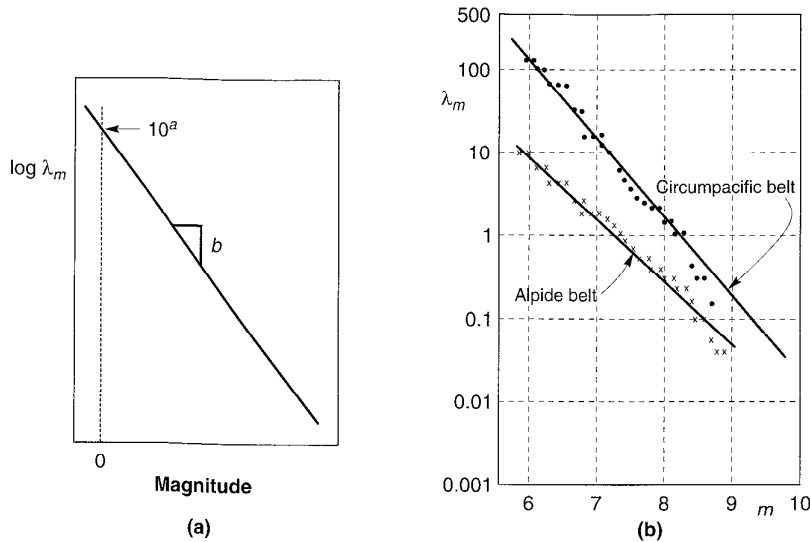 10ᵃ
log λₘ
b
0
Magnitude
(a)
500
100
λₘ
10
1
0.1
0.01
0.001
Circumpacific belt
Alpide belt
6
7
8
9
m
10
(b)